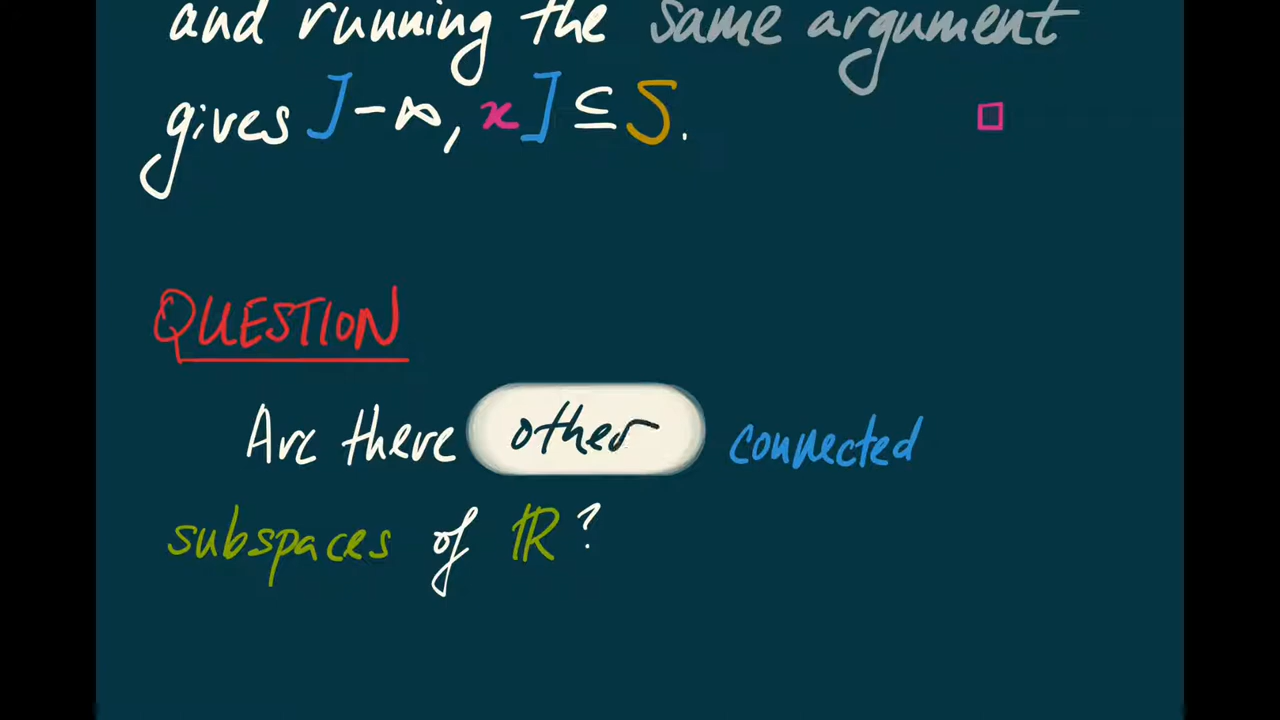 and running the same argument
gives ]-∞, x] ⊆ S. □
QUESTION
Are there other connected
subspaces of ℝ?